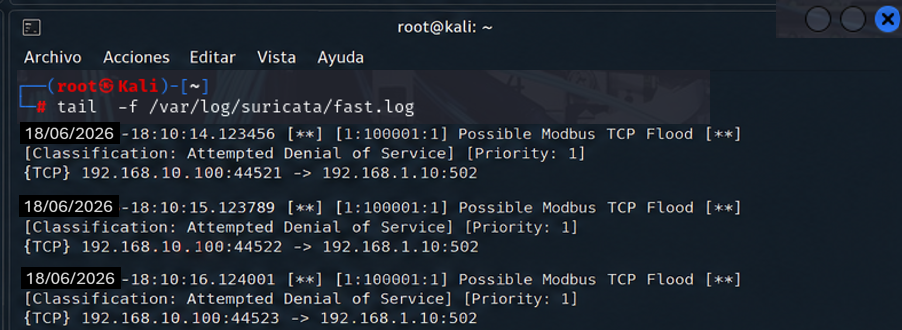 root@kali: ~
Archivo Acciones Editar Vista Ayuda
┌──(root㉿Kali)-[~]
└─# tail -f /var/log/suricata/fast.log
18/06/2026 -18:10:14.123456 [**] [1:100001:1] Possible Modbus TCP Flood [**]
[Classification: Attempted Denial of Service] [Priority: 1]
{TCP} 192.168.10.100:44521 -> 192.168.1.10:502
18/06/2026 -18:10:15.123789 [**] [1:100001:1] Possible Modbus TCP Flood [**]
[Classification: Attempted Denial of Service] [Priority: 1]
{TCP} 192.168.10.100:44522 -> 192.168.1.10:502
18/06/2026 -18:10:16.124001 [**] [1:100001:1] Possible Modbus TCP Flood [**]
[Classification: Attempted Denial of Service] [Priority: 1]
{TCP} 192.168.10.100:44523 -> 192.168.1.10:502